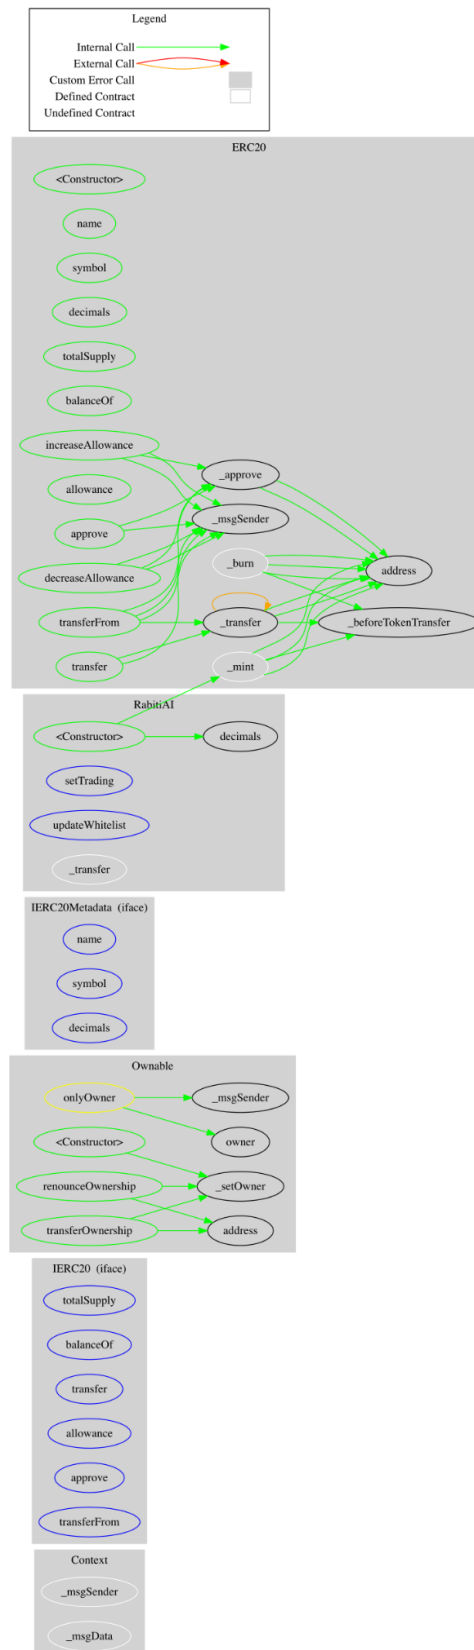 Legend
Internal Call
External Call
Custom Error Call
Defined Contract
Undefined Contract
ERC20
<Constructor>
name
symbol
decimals
totalSupply
balanceOf
increaseAllowance
allowance
approve
decreaseAllowance
transferFrom
transfer
_approve
_msgSender
_burn
_transfer
_mint
address
_beforeTokenTransfer
RabitiAI
<Constructor>
decimals
setTrading
updateWhitelist
_transfer
IERC20Metadata (iface)
name
symbol
decimals
Ownable
onlyOwner
_msgSender
<Constructor>
owner
renounceOwnership
_setOwner
transferOwnership
address
IERC20 (iface)
totalSupply
balanceOf
transfer
allowance
approve
transferFrom
Context
_msgSender
_msgData